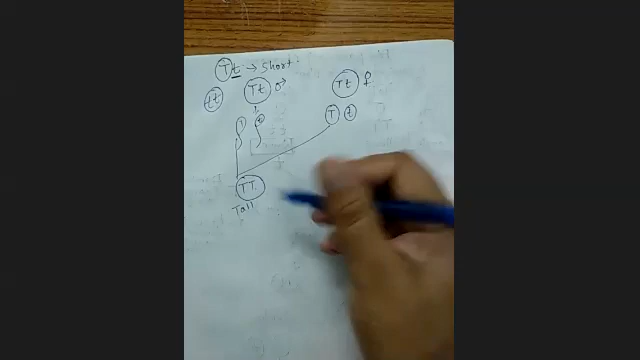 Tt → Short
tt Tt ♂ Tt ♀
T t T t
TT
Tall